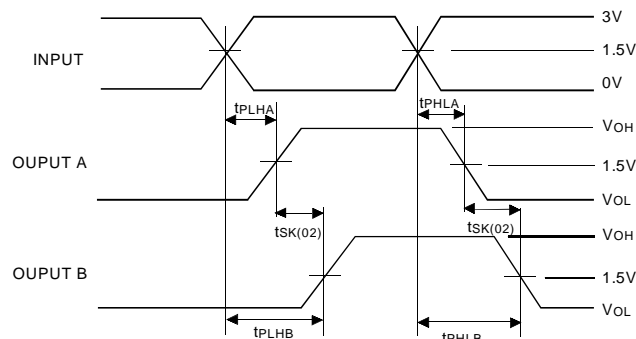 3V
INPUT
1.5V
0V
tPLHA
tPHLA
VOH
OUPUT A
1.5V
VOL
tSK(02)
tSK(02)
VOH
OUPUT B
1.5V
VOL
tPLHB
tPHLB